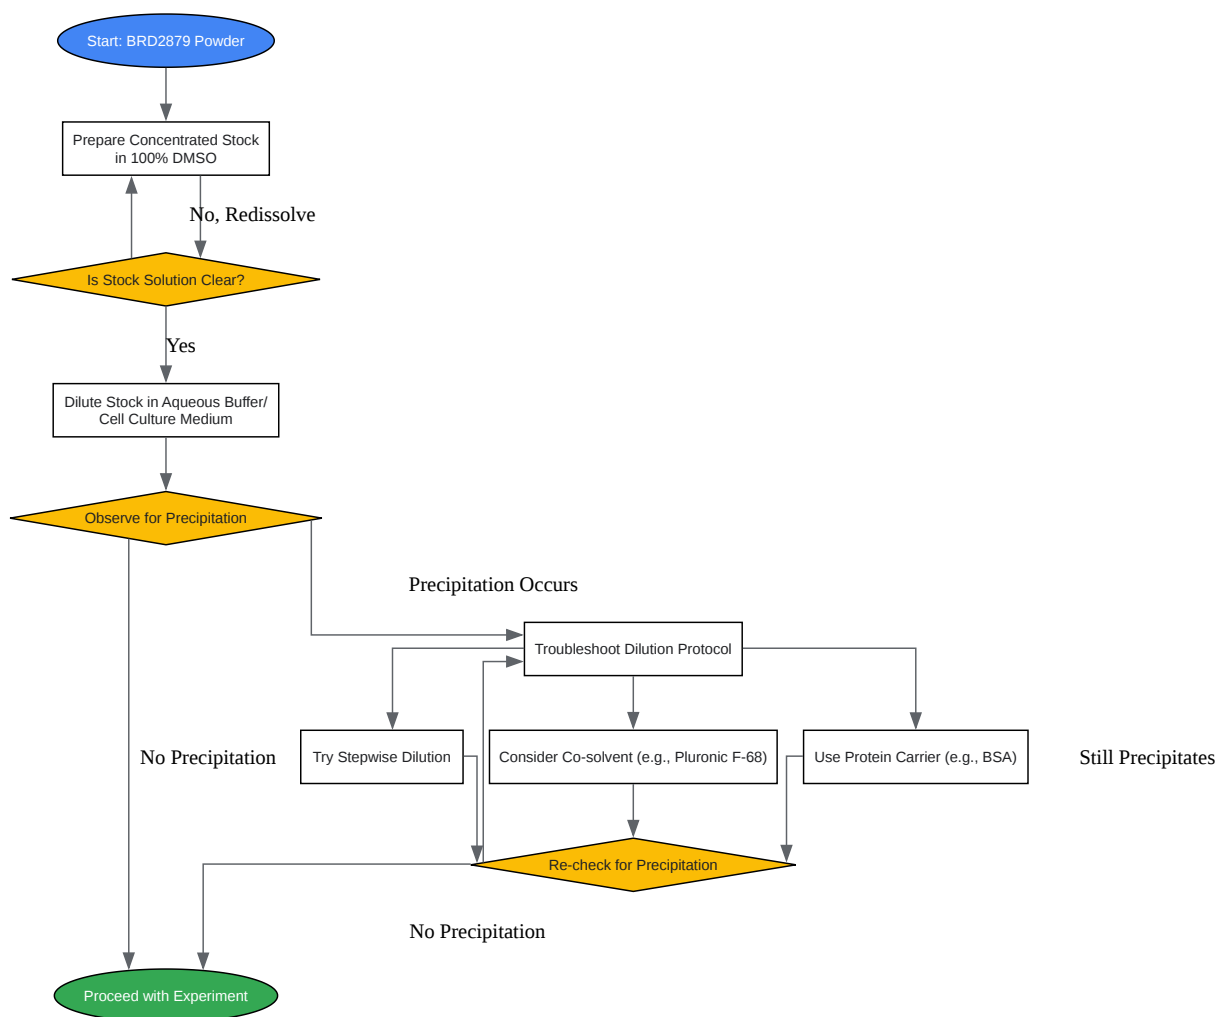 Start: BRD2879 Powder
Prepare Concentrated Stock
in 100% DMSO
No, Redissolve
Is Stock Solution Clear?
Yes
Dilute Stock in Aqueous Buffer/
Cell Culture Medium
Observe for Precipitation
Precipitation Occurs
Troubleshoot Dilution Protocol
No Precipitation
Try Stepwise Dilution
Consider Co-solvent (e.g., Pluronic F-68)
Use Protein Carrier (e.g., BSA)
Still Precipitates
Re-check for Precipitation
No Precipitation
Proceed with Experiment